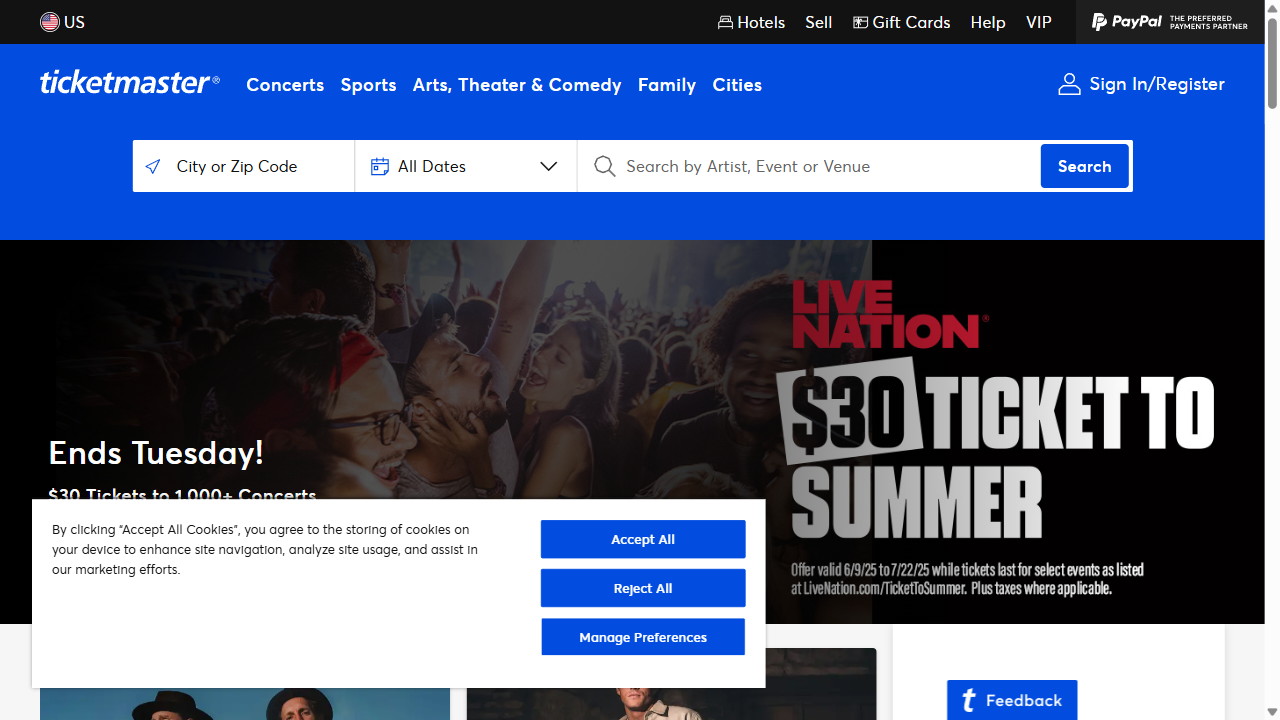 US
Hotels
Sell
Gift Cards
Help
VIP
PayPal
THE PREFERRED
PAYMENTS PARTNER
ticketmaster®
Concerts
Sports
Arts, Theater & Comedy
Family
Cities
Sign In/Register
City or Zip Code
All Dates
Search by Artist, Event or Venue
Search
LIVE
NATION®
$30 TICKET TO
SUMMER
Offer valid 6/9/25 to 7/22/25 while tickets last for select events as listed
at LiveNation.com/TicketToSummer. Plus taxes where applicable.
Ends Tuesday!
$30 Tickets to 1,000+ Concerts
By clicking “Accept All Cookies”, you agree to the storing of cookies on
your device to enhance site navigation, analyze site usage, and assist in
our marketing efforts.
Accept All
Reject All
Manage Preferences
t Feedback